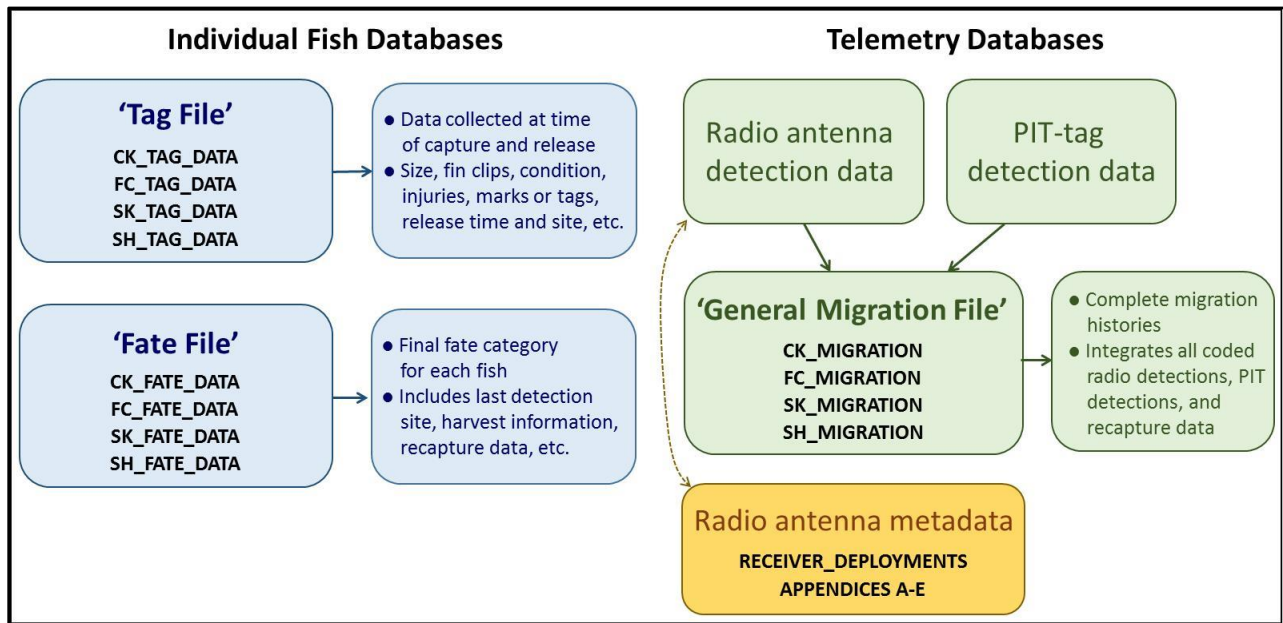 Individual Fish Databases
‘Tag File’
CK_TAG_DATA
FC_TAG_DATA
SK_TAG_DATA
SH_TAG_DATA
● Data collected at time
of capture and release
● Size, fin clips, condition,
injuries, marks or tags,
release time and site, etc.
‘Fate File’
CK_FATE_DATA
FC_FATE_DATA
SK_FATE_DATA
SH_FATE_DATA
● Final fate category
for each fish
● Includes last detection
site, harvest information,
recapture data, etc.
Telemetry Databases
Radio antenna
detection data
PIT-tag
detection data
‘General Migration File’
CK_MIGRATION
FC_MIGRATION
SK_MIGRATION
SH_MIGRATION
● Complete migration
histories
● Integrates all coded
radio detections, PIT
detections, and
recapture data
Radio antenna metadata
RECEIVER_DEPLOYMENTS
APPENDICES A-E